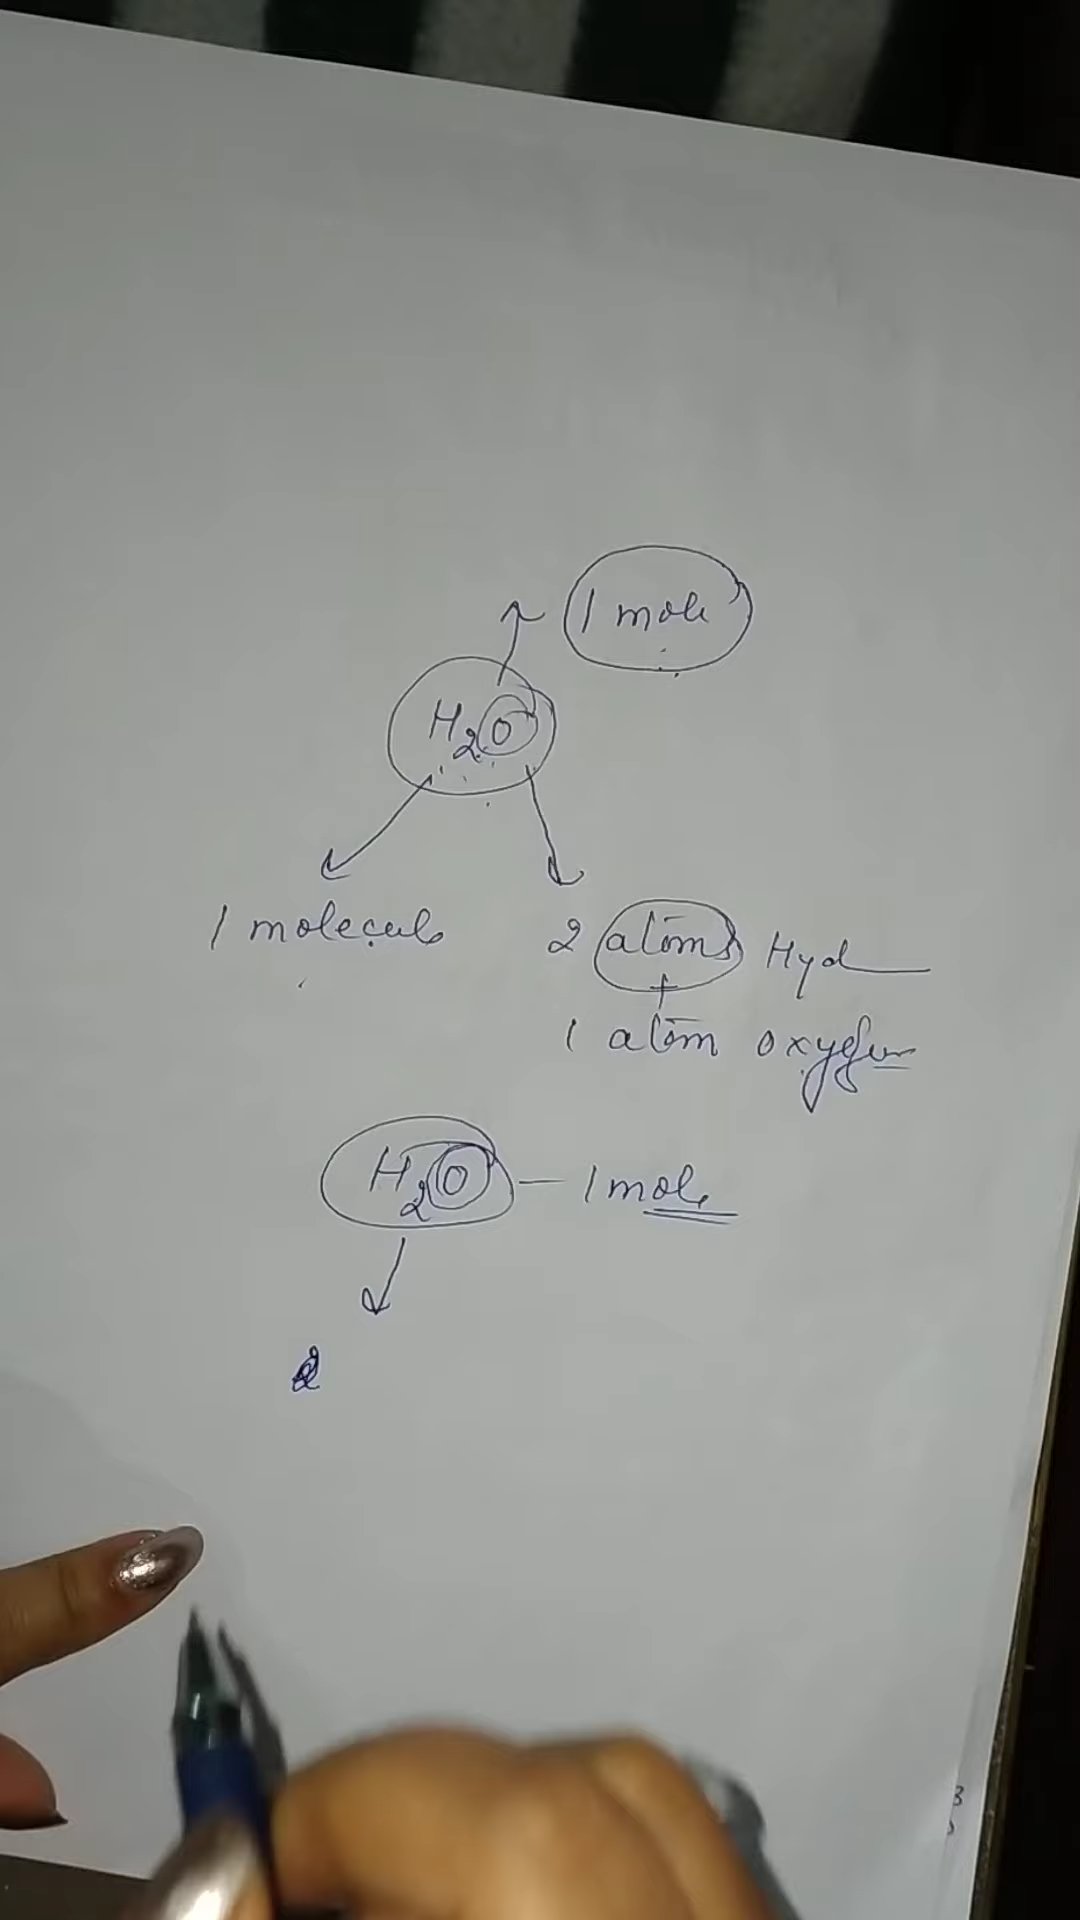 1 mole
H2O
1 molecule
2 atoms Hyd
+
1 atom oxygen
H2O — 1 mole